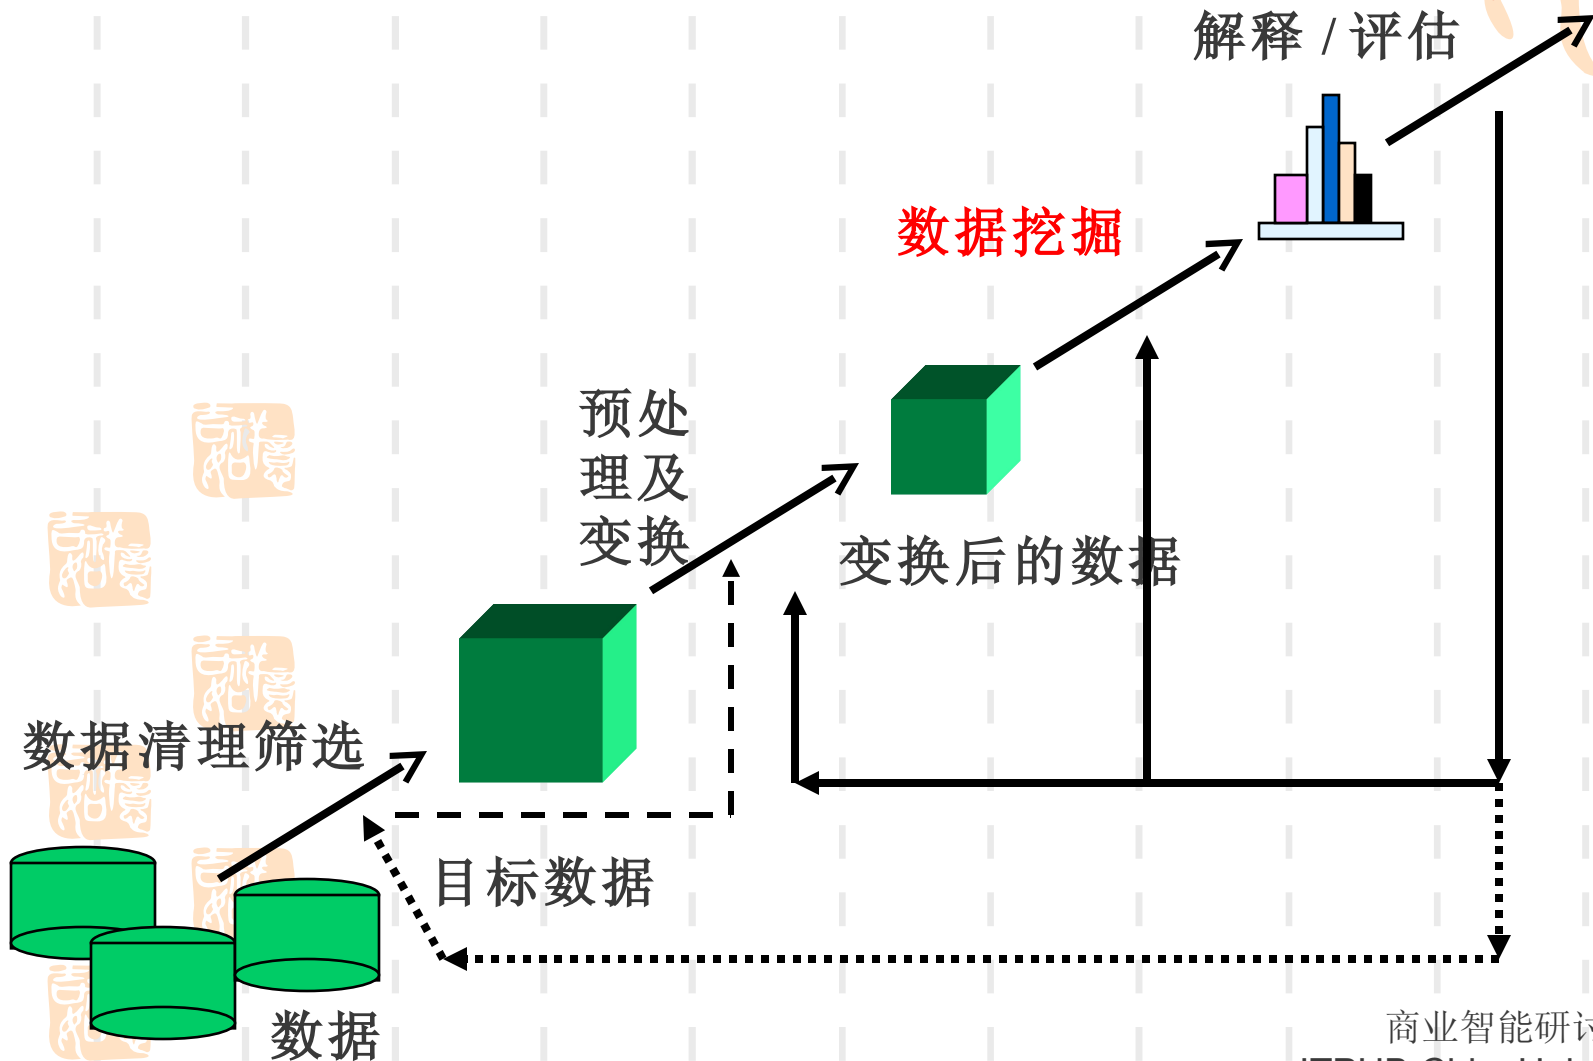 解释 / 评估
数据挖掘
预处
理及
变换
变换后的数据
数据清理筛选
目标数据
数据
商业智能研讨